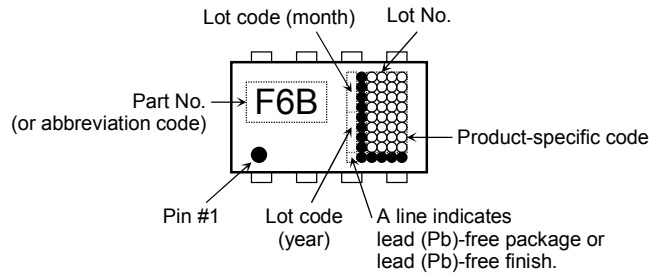 Lot code (month)
Lot No.
Part No.
(or abbreviation code)
F6B
Product-specific code
Pin #1
Lot code
(year)
A line indicates
lead (Pb)-free package or
lead (Pb)-free finish.